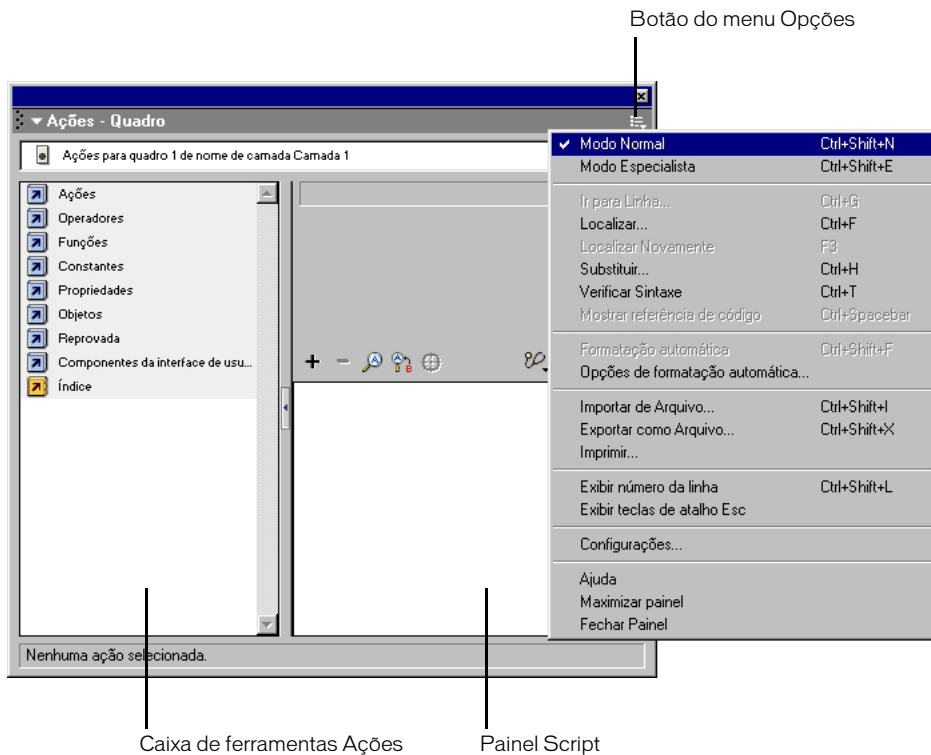 Botão do menu Opções
Ações - Quadro
Ações para quadro 1 de nome de camada Camada 1
Ações
Operadores
Funções
Constantes
Propriedades
Objetos
Reprovada
Componentes da interface de usu...
Índice
Modo Normal Ctrl+Shift+N
Modo Especialista Ctrl+Shift+E
Ir para Linha... Ctrl+G
Localizar... Ctrl+F
Localizar Novamente F3
Substituir... Ctrl+H
Verificar Sintaxe Ctrl+T
Mostrar referência de código Ctrl+Spacebar
Formatação automática Ctrl+Shift+F
Opções de formatação automática...
Importar de Arquivo... Ctrl+Shift+I
Exportar como Arquivo... Ctrl+Shift+X
Imprimir...
Exibir número da linha Ctrl+Shift+L
Exibir teclas de atalho Esc
Configurações...
Ajuda
Maximizar painel
Fechar Painel
Nenhuma ação selecionada.
Caixa de ferramentas Ações
Painel Script